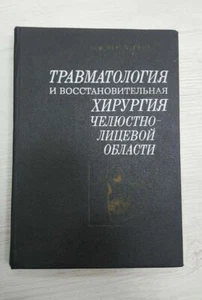 ТРАВМАТОЛОГИЯ
И ВОССТАНОВИТЕЛЬНАЯ
ХИРУРГИЯ
ЧЕЛЮСТНО-
ЛИЦЕВОЙ
ОБЛАСТИ